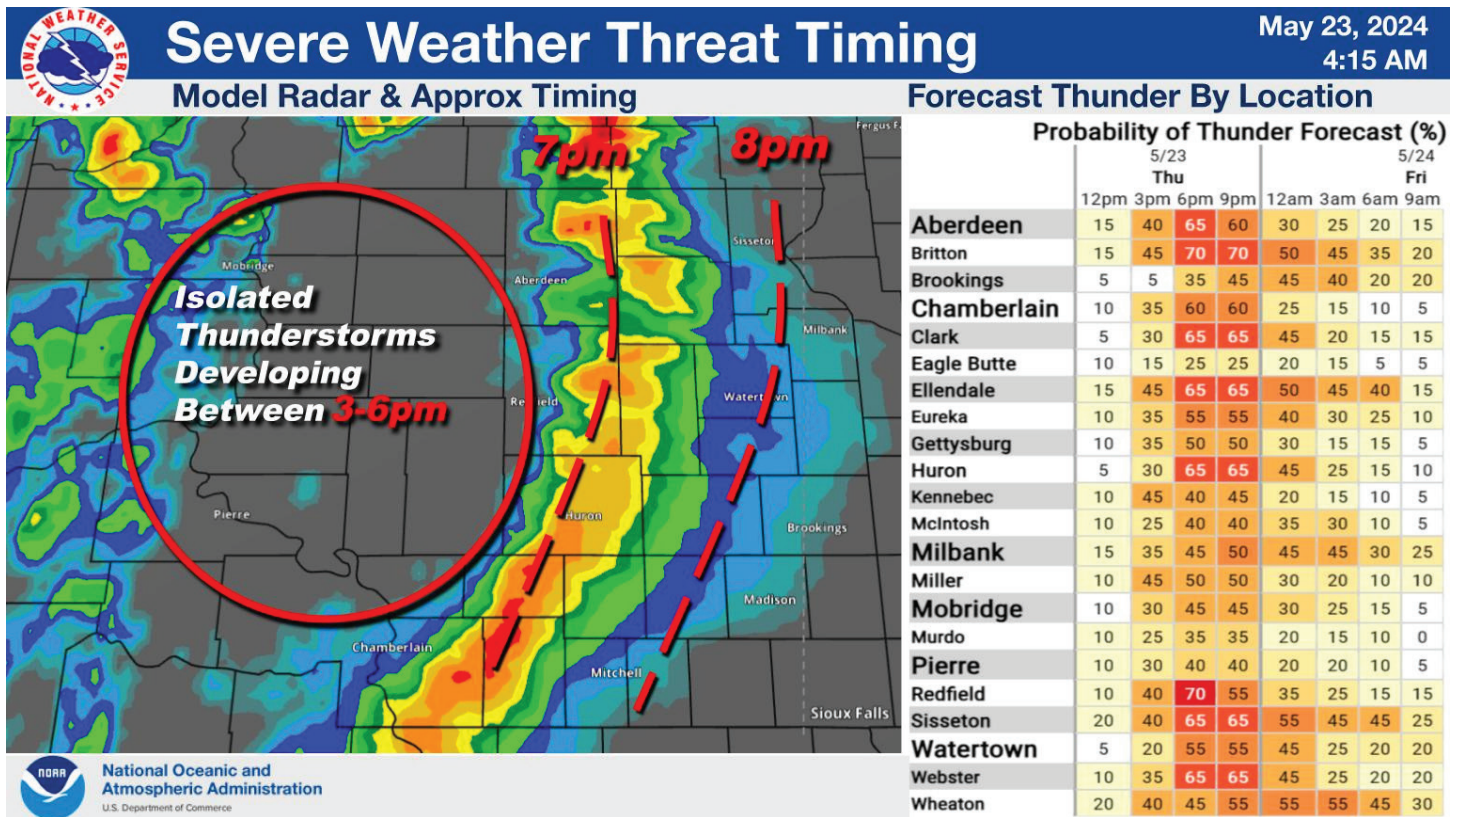 NATIONAL WEATHER SERVICE
Severe Weather Threat Timing
May 23, 2024
4:15 AM
Model Radar & Approx Timing
Forecast Thunder By Location
7pm
8pm
Fergus F
Sisseton
Mobridge
Aberdeen
Isolated
Thunderstorms
Developing
Between 3-6pm
Milbank
Redfield
Watertown
Pierre
Huron
Brookings
Madison
Chamberlain
Mitchell
Sioux Falls
Probability of Thunder Forecast (%)
5/23 5/24
Thu Fri
12pm 3pm 6pm 9pm 12am 3am 6am 9am
Aberdeen 15 40 65 60 30 25 20 15
Britton 15 45 70 70 50 45 35 20
Brookings 5 5 35 45 45 40 20 20
Chamberlain 10 35 60 60 25 15 10 5
Clark 5 30 65 65 45 20 15 15
Eagle Butte 10 15 25 25 20 15 5 5
Ellendale 15 45 65 65 50 45 40 15
Eureka 10 35 55 55 40 30 25 10
Gettysburg 10 35 50 50 30 15 15 5
Huron 5 30 65 65 45 25 15 10
Kennebec 10 45 40 45 20 15 10 5
McIntosh 10 25 40 40 35 30 10 5
Milbank 15 35 45 50 45 45 30 25
Miller 10 45 50 50 30 20 10 10
Mobridge 10 30 45 45 30 25 15 5
Murdo 10 25 35 35 20 15 10 0
Pierre 10 30 40 40 20 20 10 5
Redfield 10 40 70 55 35 25 15 15
Sisseton 20 40 65 65 55 45 45 25
Watertown 5 20 55 55 45 25 20 20
Webster 10 35 65 65 45 25 20 20
Wheaton 20 40 45 55 55 55 45 30
NOAA
National Oceanic and
Atmospheric Administration
U.S. Department of Commerce